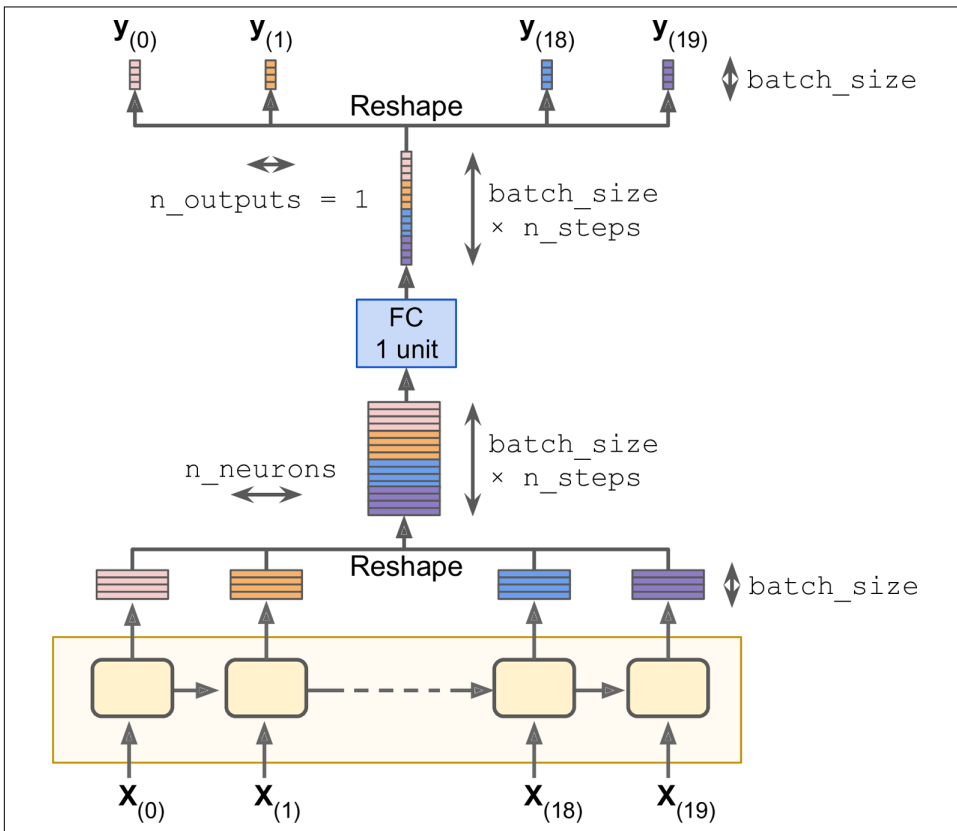 y(0) y(1) y(18) y(19)
batch_size
Reshape
n_outputs = 1
batch_size
× n_steps
FC
1 unit
n_neurons
batch_size
× n_steps
Reshape
batch_size
X(0) X(1) X(18) X(19)